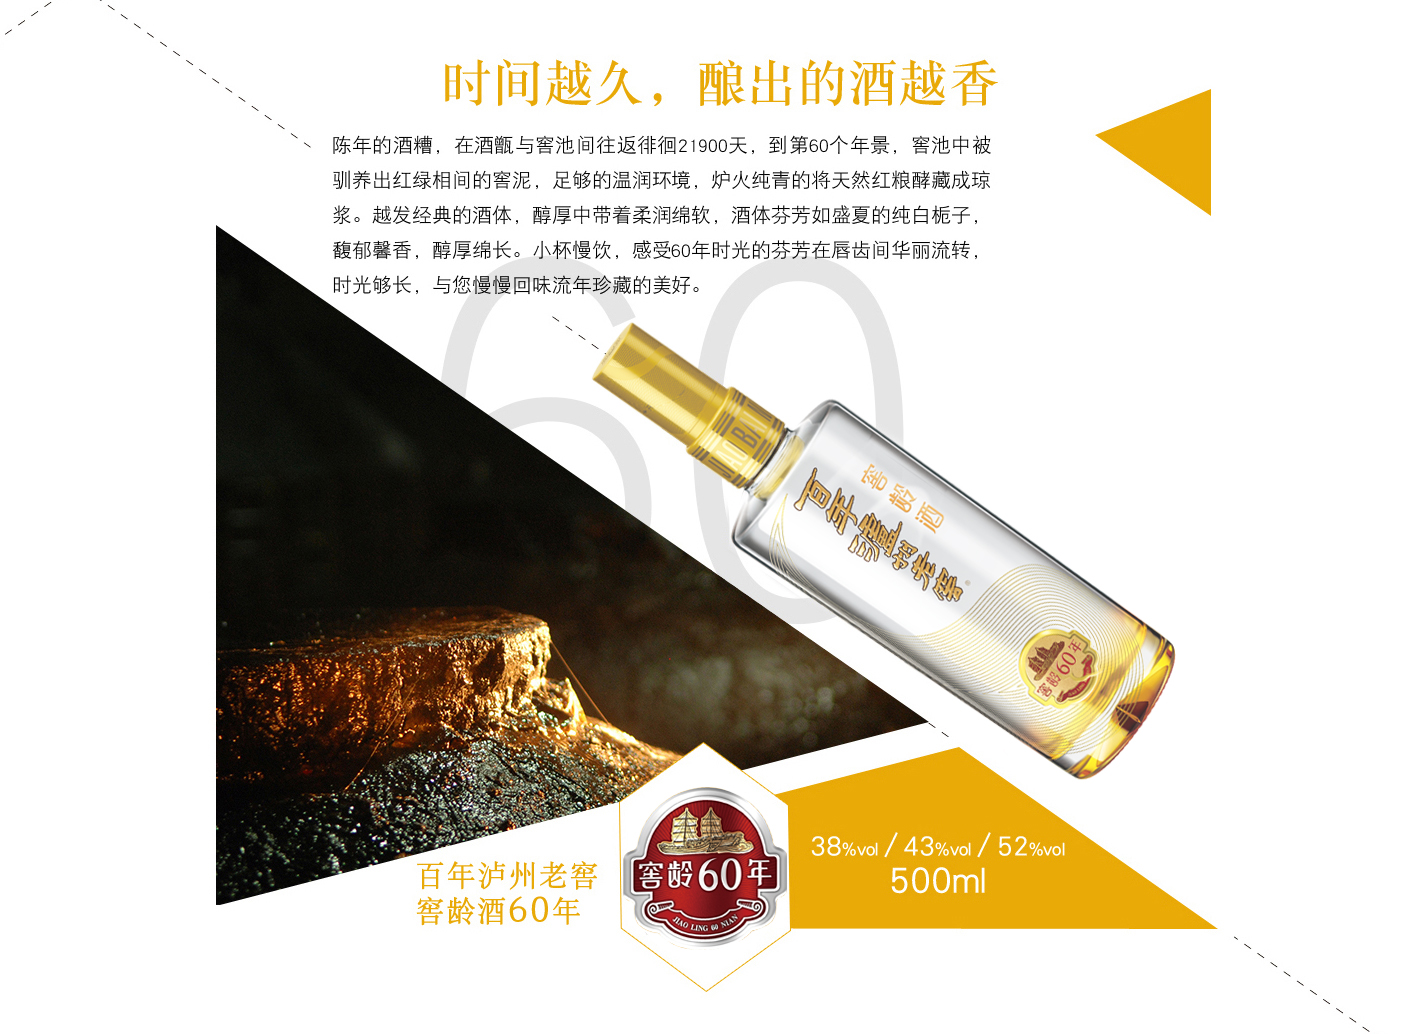 时间越久，酿出的酒越香
陈年的酒糟，在酒甑与窖池间往返徘徊21900天，到第60个年景，窖池中被
驯养出红绿相间的窖泥，足够的温润环境，炉火纯青的将天然红粮酵藏成琼
浆。越发经典的酒体，醇厚中带着柔润绵软，酒体芬芳如盛夏的纯白栀子，
馥郁馨香，醇厚绵长。小杯慢饮，感受60年时光的芬芳在唇齿间华丽流转，
时光够长，与您慢慢回味流年珍藏的美好。
60
窖龄酒
百年泸州老窖
窖龄60年
38%vol / 43%vol / 52%vol
500ml
百年泸州老窖
窖龄酒60年
窖龄60年
JIAO LING 60 NIAN